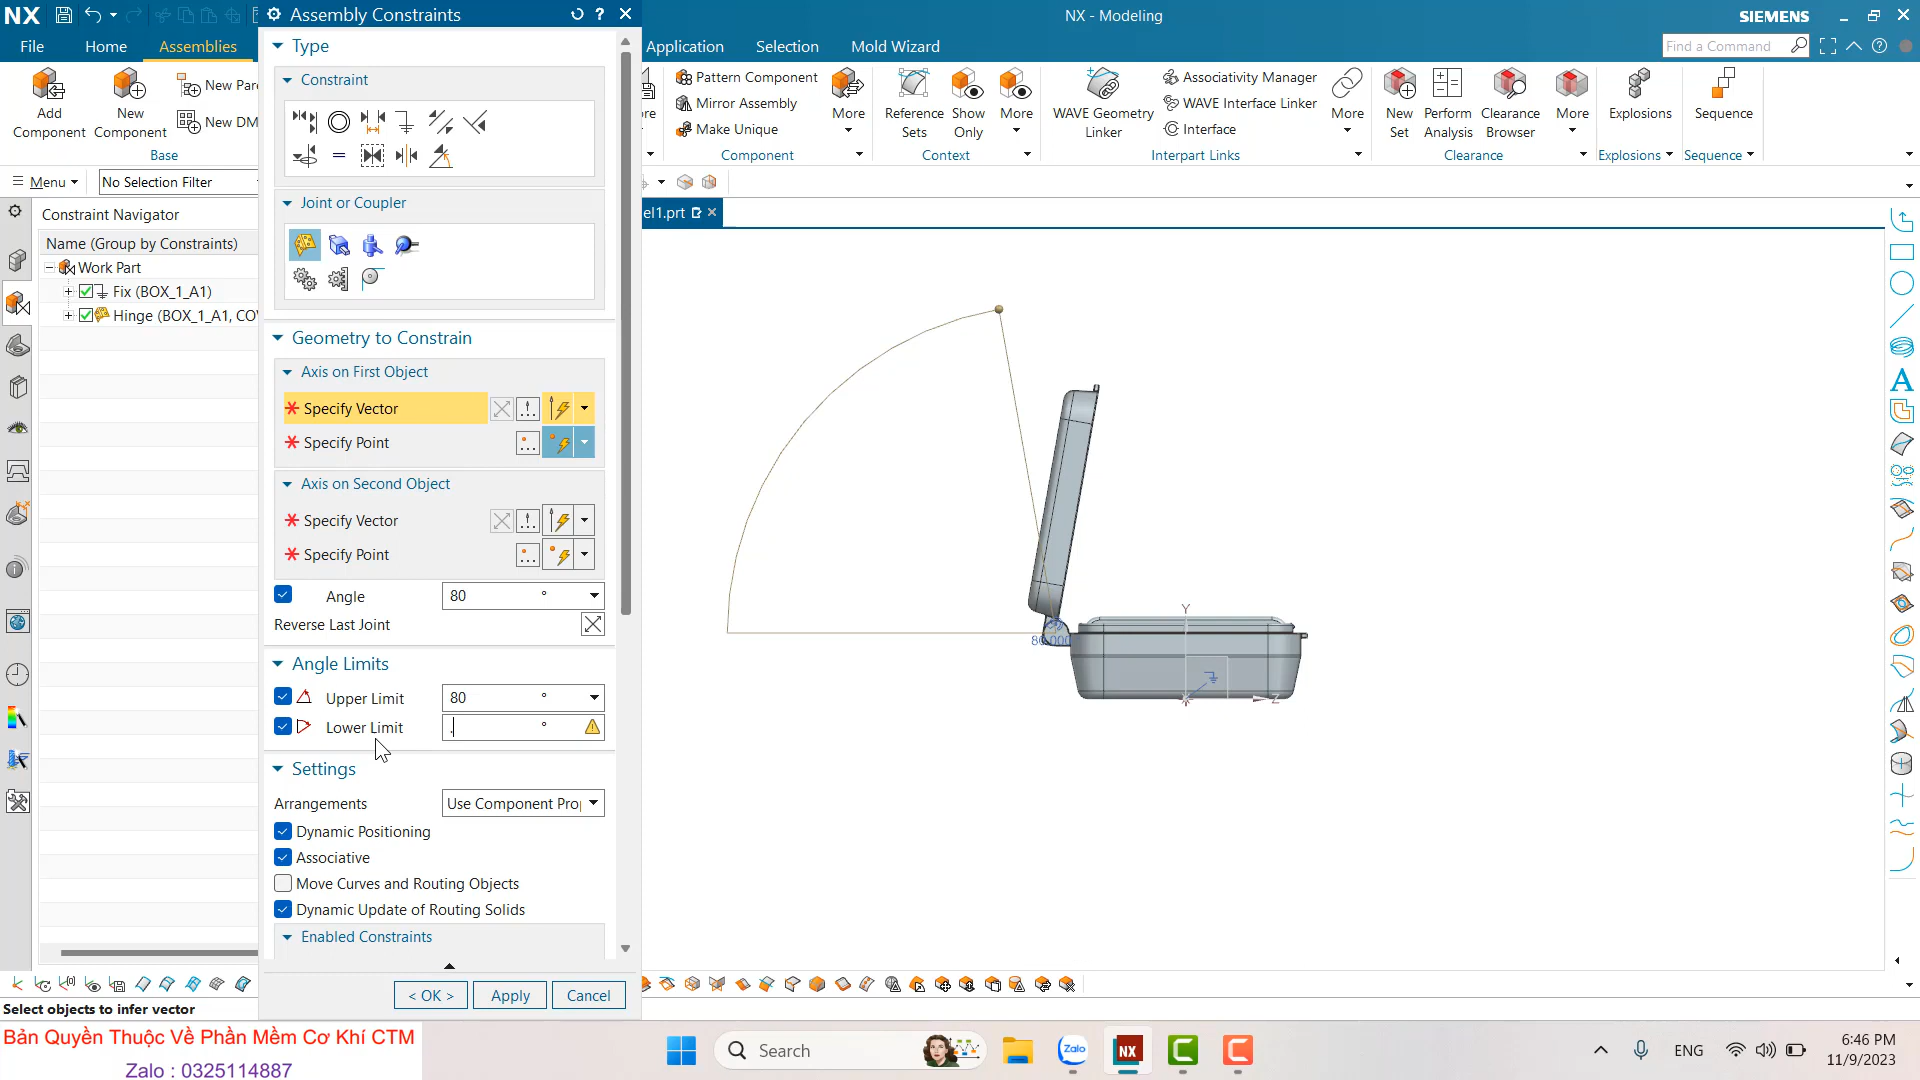 NX
Assembly Constraints
?
NX - Modeling
SIEMENS
File
Home
Assemblies
Application
Selection
Mold Wizard
Find a Command
Add
Component
New
Component
New Pare
New DM
Base
Pattern Component
Mirror Assembly
Make Unique
More
Component
Reference
Sets
Show
Only
More
Context
WAVE Geometry
Linker
Associativity Manager
WAVE Interface Linker
Interface
More
Interpart Links
New
Set
Perform
Analysis
Clearance
Browser
More
Clearance
Explosions
Explosions
Sequence
Sequence
Menu
No Selection Filter
el1.prt
Constraint Navigator
Name (Group by Constraints)
Work Part
Fix (BOX_1_A1)
Hinge (BOX_1_A1, CO
Type
Constraint
Joint or Coupler
Geometry to Constrain
Axis on First Object
* Specify Vector
* Specify Point
Axis on Second Object
* Specify Vector
* Specify Point
Angle 80 °
Reverse Last Joint
Angle Limits
Upper Limit 80 °
Lower Limit . °
Settings
Arrangements Use Component Pro
Dynamic Positioning
Associative
Move Curves and Routing Objects
Dynamic Update of Routing Solids
Enabled Constraints
< OK >
Apply
Cancel
Y
Z
Select objects to infer vector
Bản Quyền Thuộc Về Phần Mềm Cơ Khí CTM
Zalo : 0325114887
Search
Zalo
NX
ENG
6:46 PM
11/9/2023